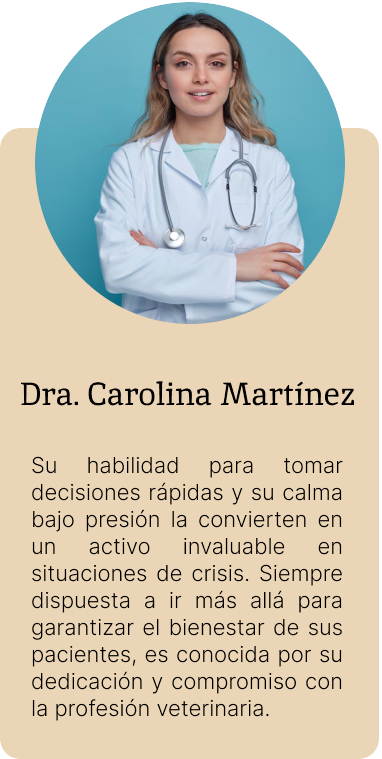 Dra. Carolina Martínez
Su habilidad para tomar
decisiones rápidas y su calma
bajo presión la convierten en
un activo invaluable en
situaciones de crisis. Siempre
dispuesta a ir más allá para
garantizar el bienestar de sus
pacientes, es conocida por su
dedicación y compromiso con
la profesión veterinaria.